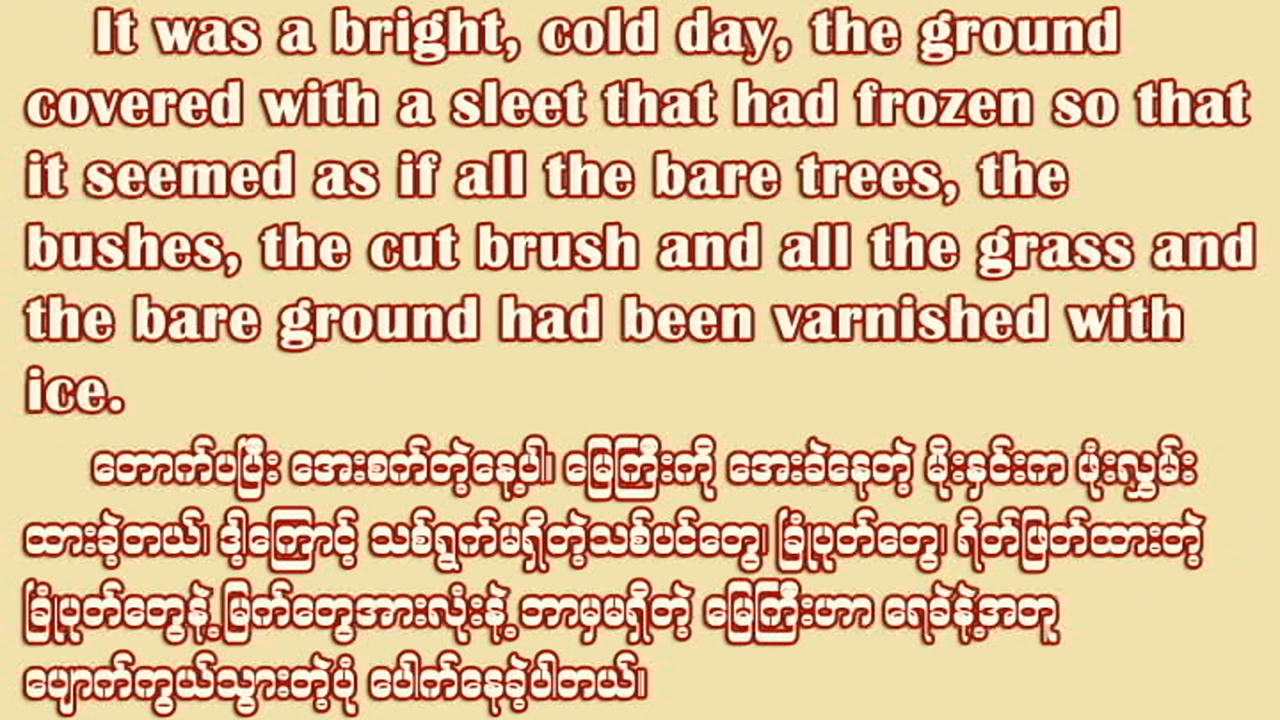 It was a bright, cold day, the ground
covered with a sleet that had frozen so that
it seemed as if all the bare trees, the
bushes, the cut brush and all the grass and
the bare ground had been varnished with
ice.
တောက်ပပြီး အေးစက်တဲ့နေ့ပါ၊ မြေကြီးကို အေးခဲနေတဲ့ မိုးနှင်းက ဖုံးလွှမ်း
ထားခဲ့တယ်၊ ဒါ့ကြောင့် သစ်ရွက်မရှိတဲ့သစ်ပင်တွေ၊ ခြုံပုတ်တွေ၊ ရိတ်ဖြတ်ထားတဲ့
ခြုံပုတ်တွေနဲ့ မြက်တွေအားလုံးနဲ့ ဘာမှမရှိတဲ့ မြေကြီးဟာ ရေခဲနဲ့အတူ
ပျောက်ကွယ်သွားတဲ့ပုံ ပေါက်နေခဲ့ပါတယ်။